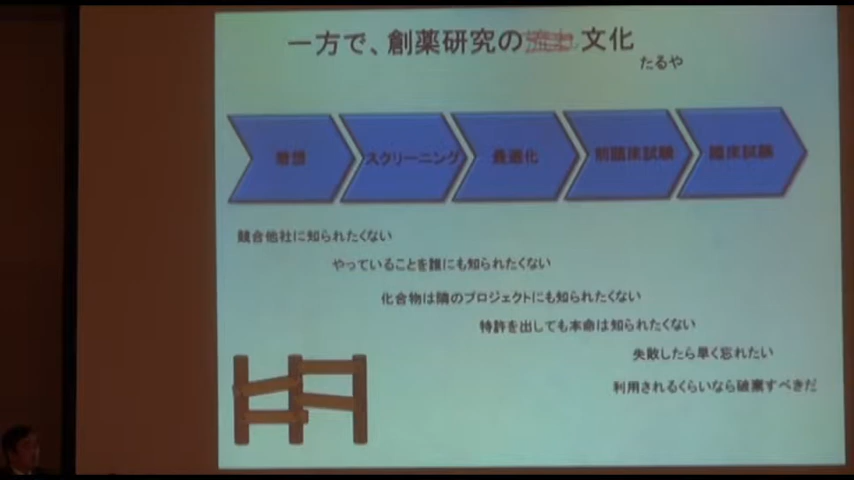 一方で、創薬研究の 文化
たるや
着想
スクリーニング
最適化
前臨床試験
臨床試験
競合他社に知られたくない
やっていることを誰にも知られたくない
化合物は隣のプロジェクトにも知られたくない
特許を出しても本命は知られたくない
失敗したら早く忘れたい
利用されるくらいなら破棄すべきだ